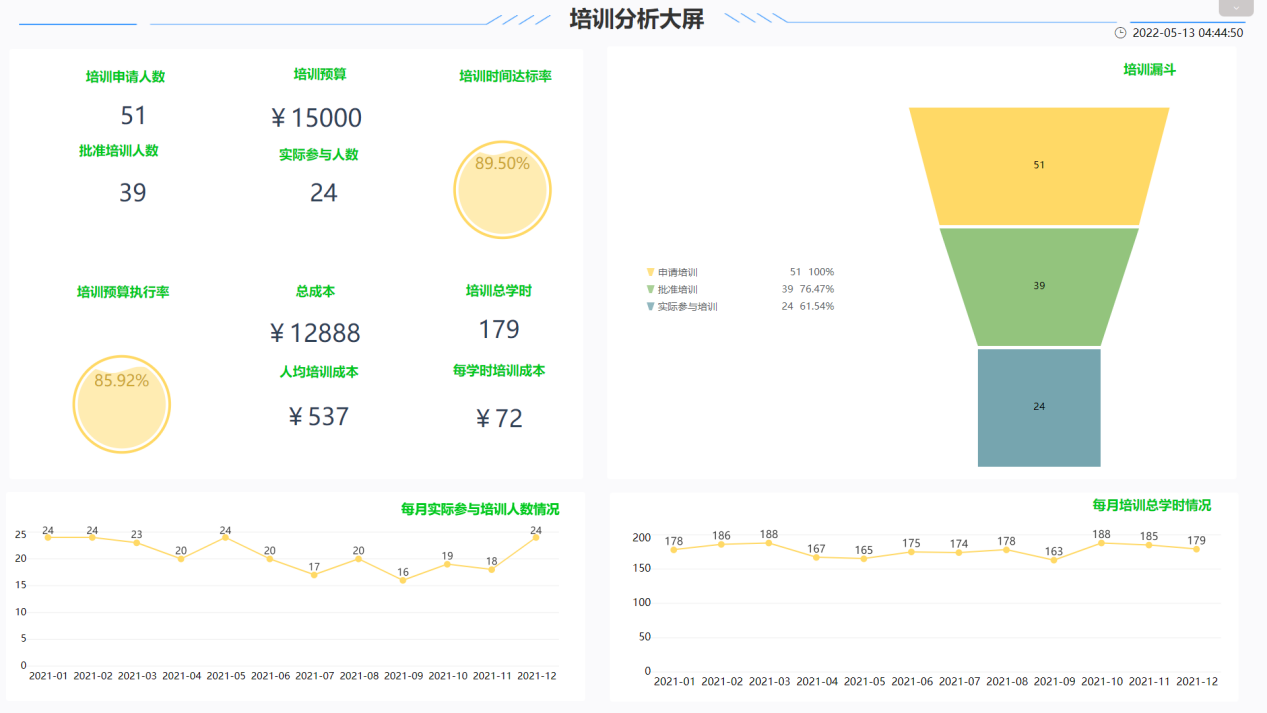 培训分析大屏
2022-05-13 04:44:50
培训申请人数
培训预算
培训时间达标率
51
￥15000
89.50%
批准培训人数
实际参与人数
39
24
培训预算执行率
总成本
培训总学时
￥12888
179
85.92%
人均培训成本
每学时培训成本
￥537
￥72
培训漏斗
申请培训 51 100%
批准培训 39 76.47%
实际参与培训 24 61.54%
51
39
24
每月实际参与培训人数情况
25
20
15
10
5
0
24 24 23 20 24 20 17 20 16 19 18 24
2021-01 2021-02 2021-03 2021-04 2021-05 2021-06 2021-07 2021-08 2021-09 2021-10 2021-11 2021-12
每月培训总学时情况
200
150
100
50
0
178 186 188 167 165 175 174 178 163 188 185 179
2021-01 2021-02 2021-03 2021-04 2021-05 2021-06 2021-07 2021-08 2021-09 2021-10 2021-11 2021-12